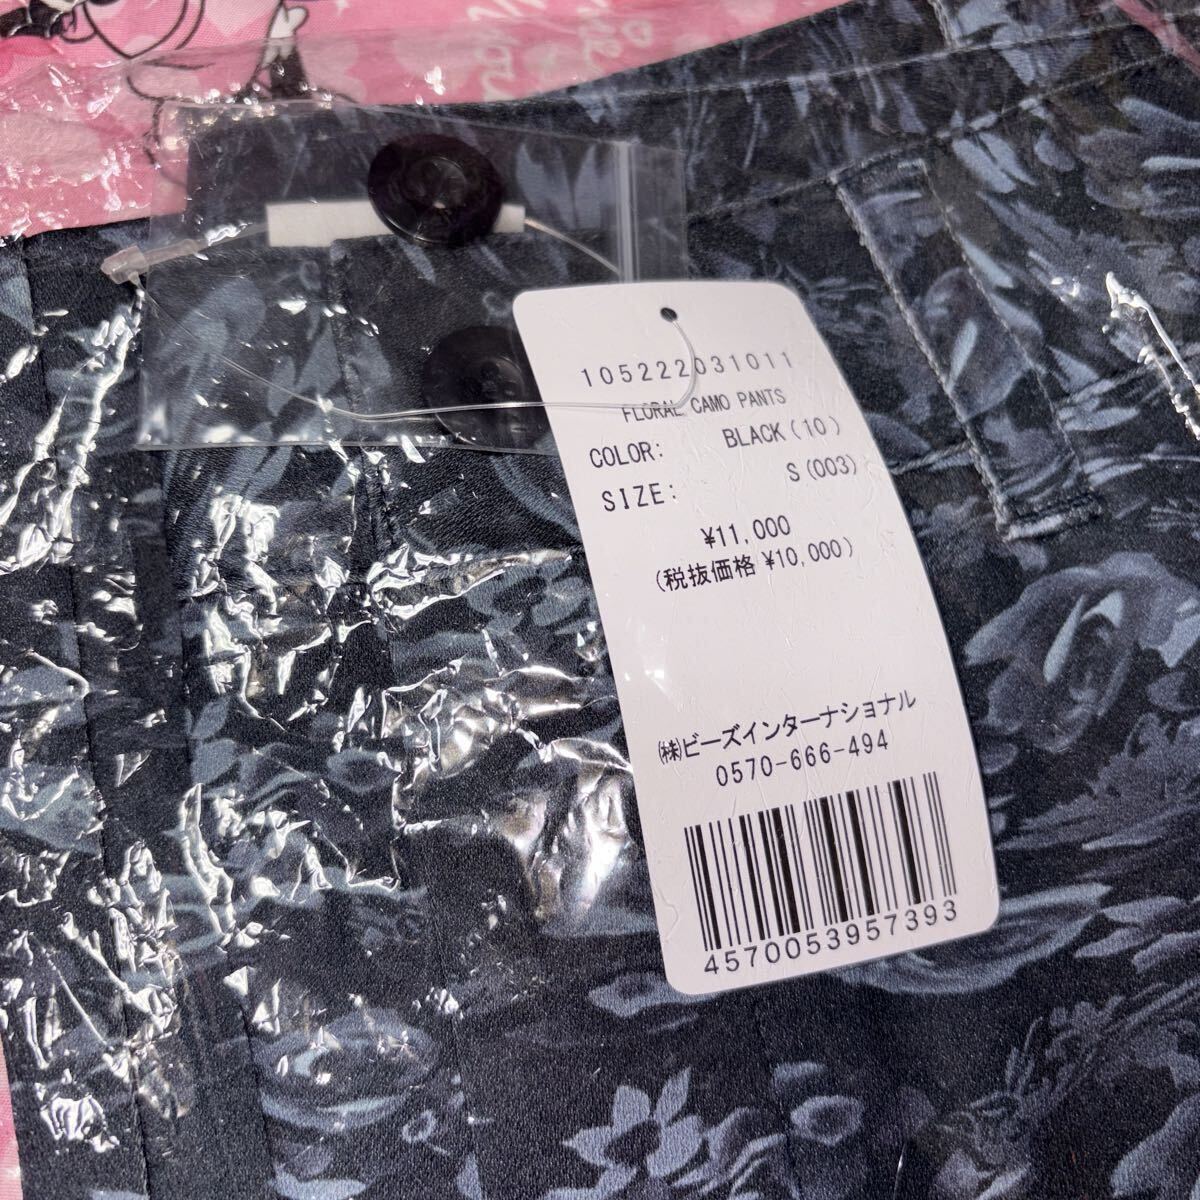 105222031011
FLORAL CAMO PANTS
COLOR: BLACK(10)
SIZE: S(003)
¥11,000
(税抜価格 ¥10,000)
㈱ビーズインターナショナル
0570-666-494
4570053957393